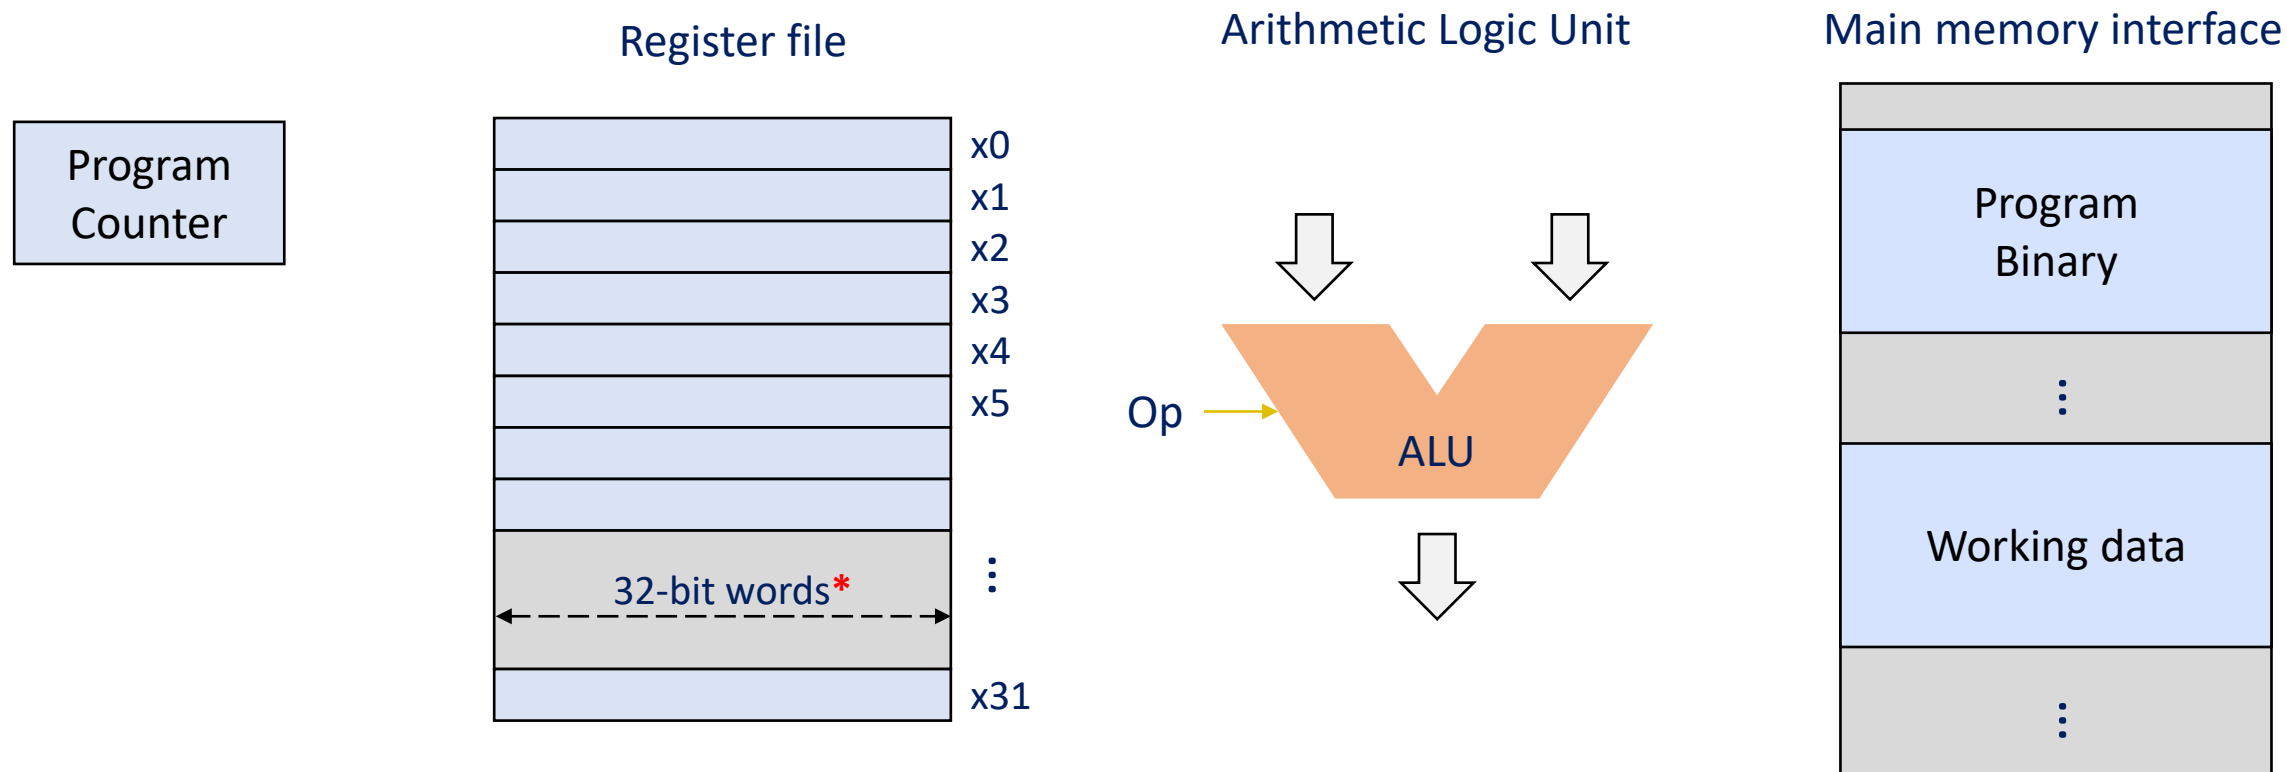 Register file
Arithmetic Logic Unit
Main memory interface
Program
Counter
x0
x1
x2
x3
x4
x5
⋮
32-bit words*
x31
Op
ALU
Program
Binary
⋮
Working data
⋮